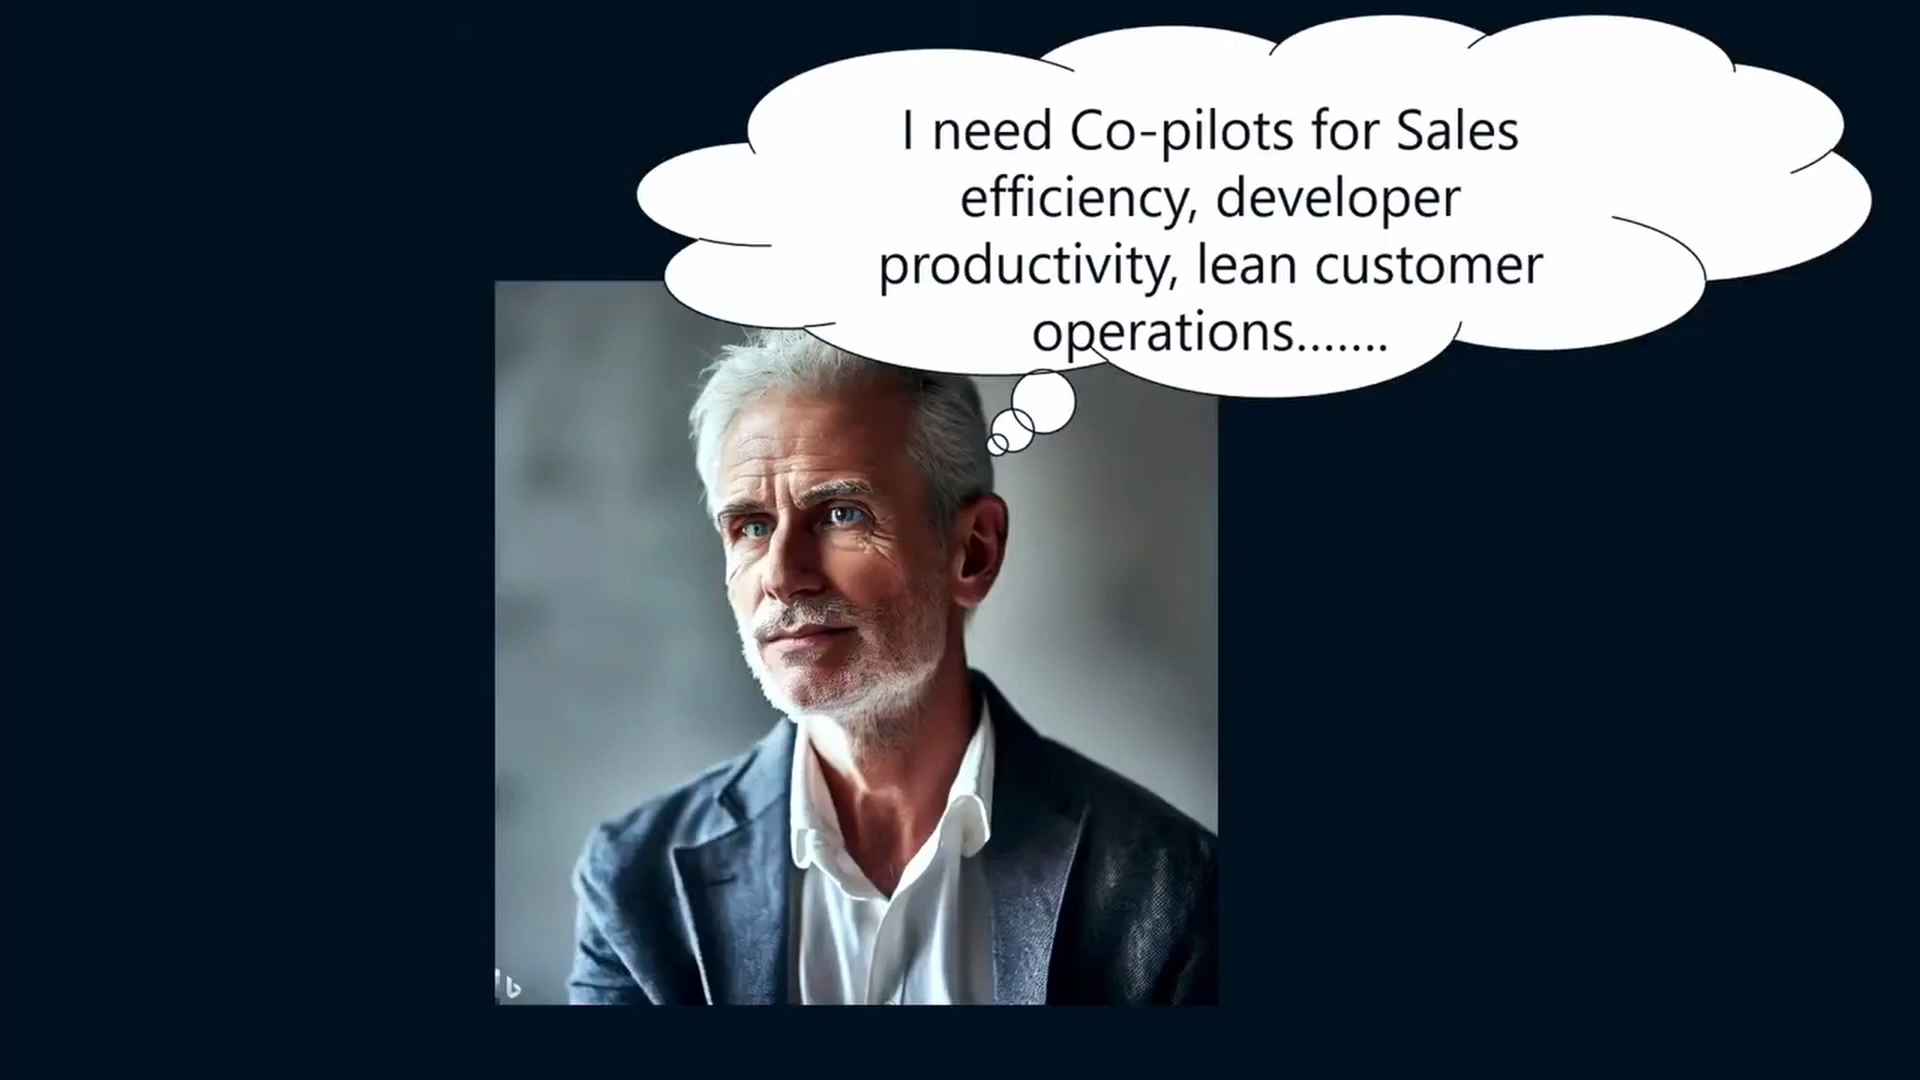 I need Co-pilots for Sales
efficiency, developer
productivity, lean customer
operations.......